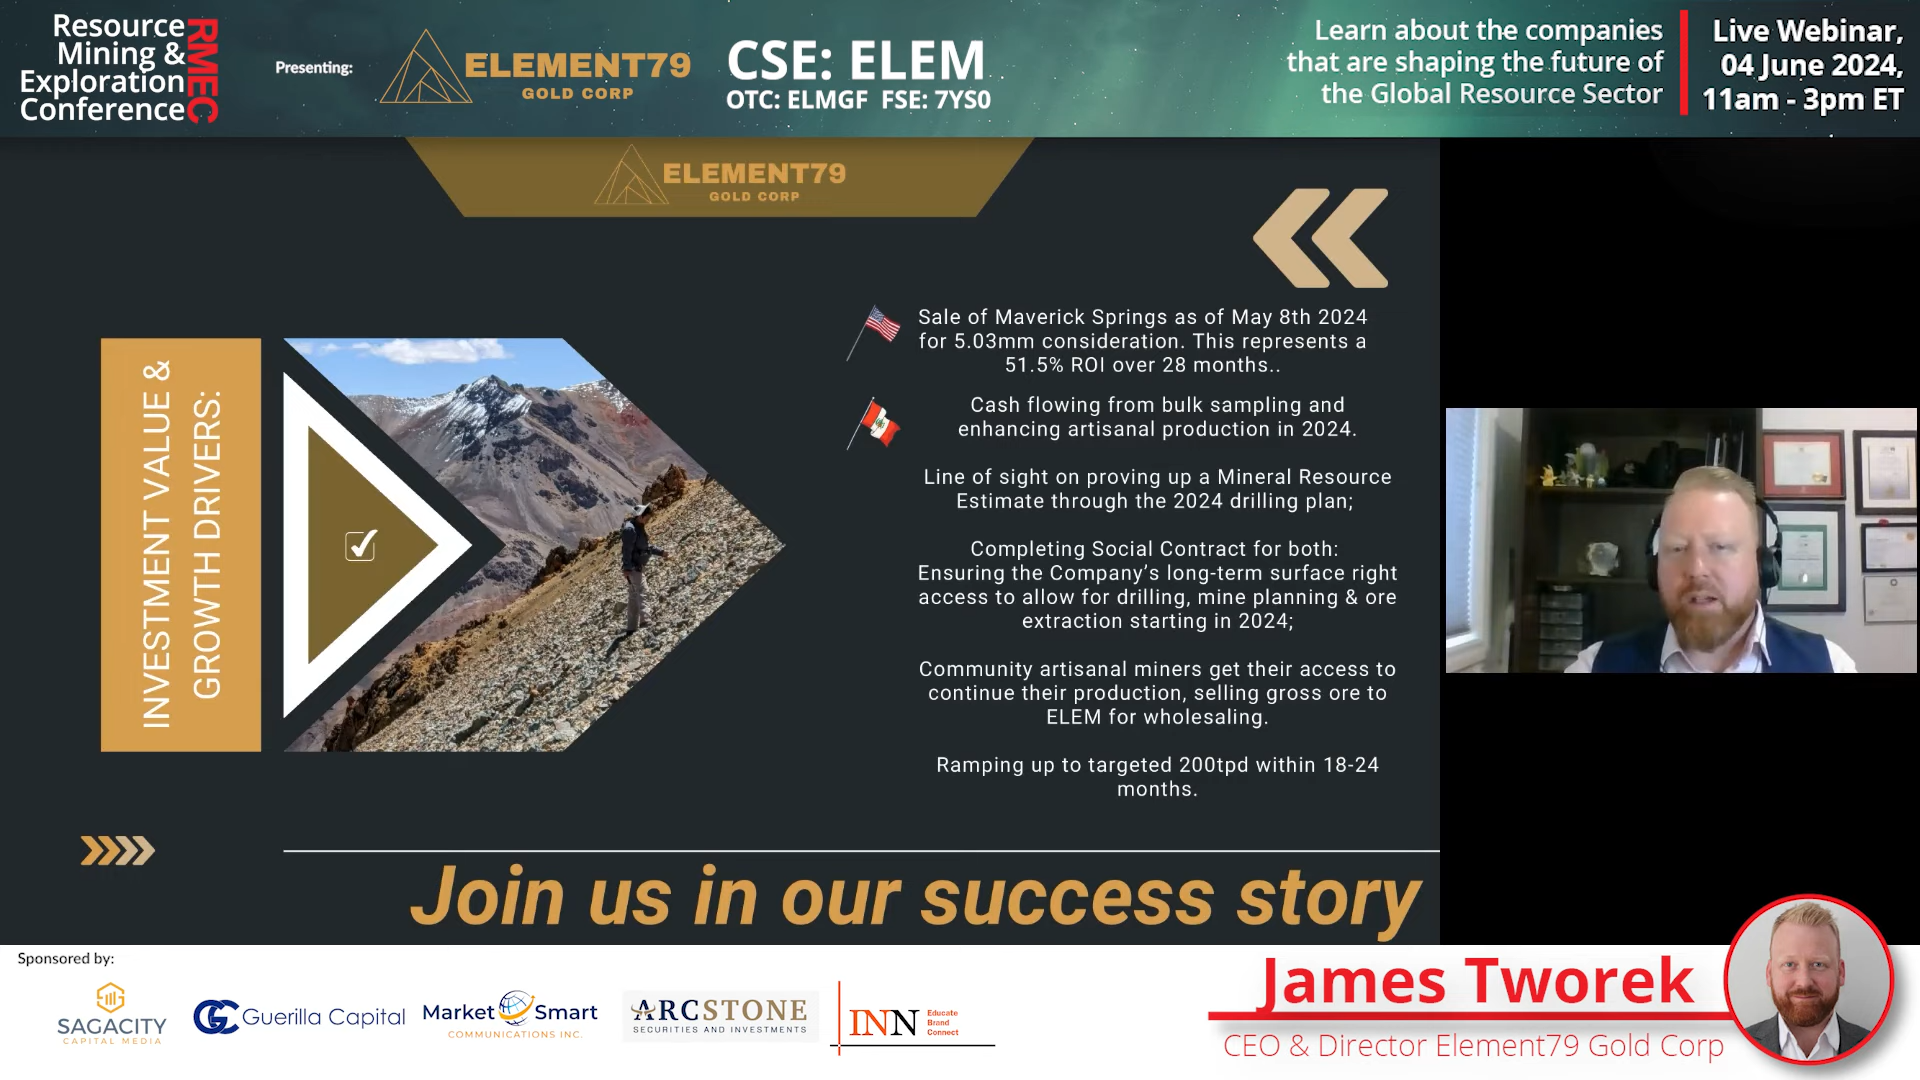 Resource
Mining &
Exploration
Conference
RMEC
Presenting:
ELEMENT79
GOLD CORP
CSE: ELEM
OTC: ELMGF FSE: 7YS0
Learn about the companies
that are shaping the future of
the Global Resource Sector
Live Webinar,
04 June 2024,
11am - 3pm ET
ELEMENT79
GOLD CORP
INVESTMENT VALUE &
GROWTH DRIVERS:
Sale of Maverick Springs as of May 8th 2024
for 5.03mm consideration. This represents a
51.5% ROI over 28 months..
Cash flowing from bulk sampling and
enhancing artisanal production in 2024.
Line of sight on proving up a Mineral Resource
Estimate through the 2024 drilling plan;
Completing Social Contract for both:
Ensuring the Company's long-term surface right
access to allow for drilling, mine planning & ore
extraction starting in 2024;
Community artisanal miners get their access to
continue their production, selling gross ore to
ELEM for wholesaling.
Ramping up to targeted 200tpd within 18-24
months.
Join us in our success story
Sponsored by:
SAGACITY
CAPITAL MEDIA
GC Guerilla Capital
Market Smart
COMMUNICATIONS INC.
ARCSTONE
SECURITIES AND INVESTMENTS
INN
Educate
Brand
Connect
James Tworek
CEO & Director Element79 Gold Corp